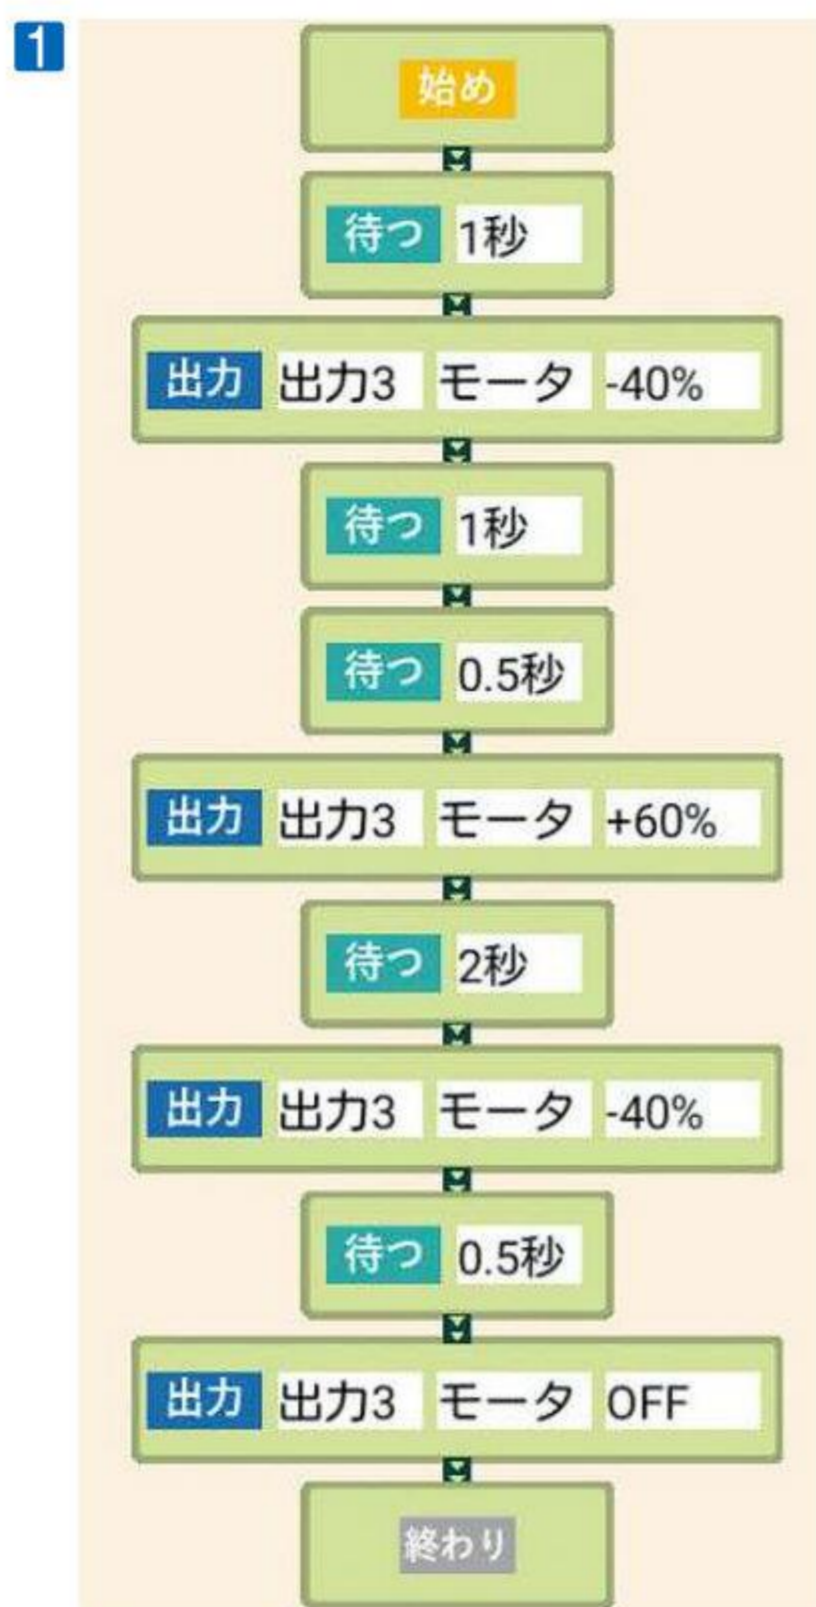 1
始め
待つ 1秒
出力 出力3 モータ -40%
待つ 1秒
待つ 0.5秒
出力 出力3 モータ +60%
待つ 2秒
出力 出力3 モータ -40%
待つ 0.5秒
出力 出力3 モータ OFF
終わり